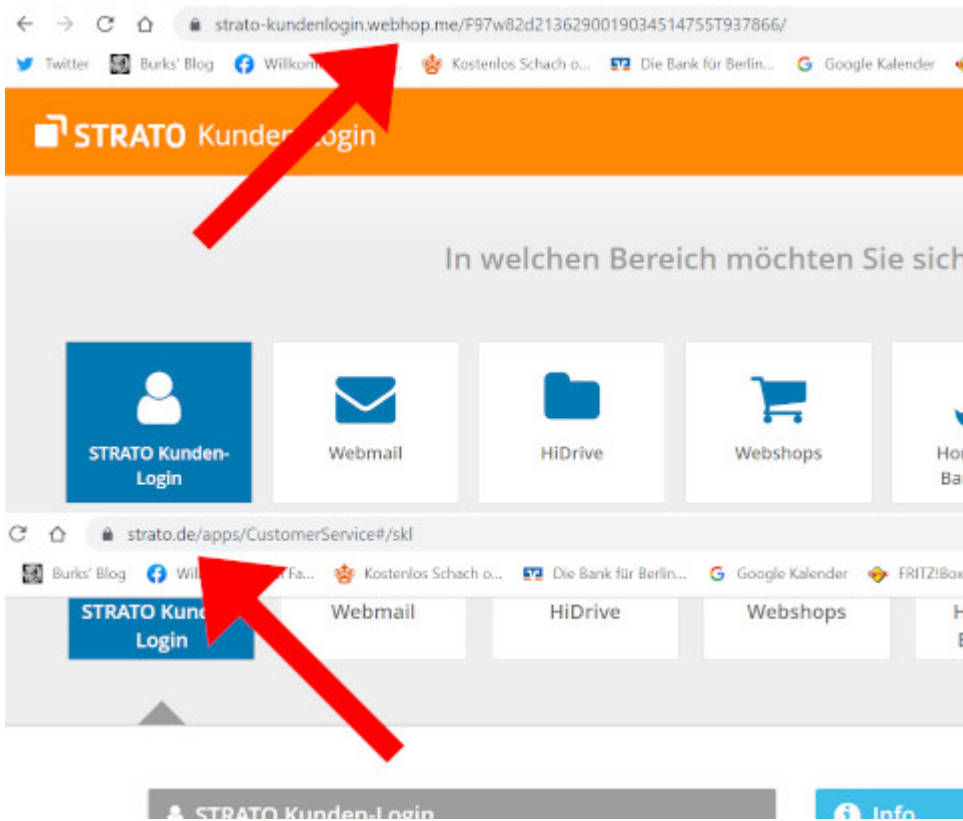 strato-kundenlogin.webhop.me/F97w82d2136290019034514755T937866/
Twitter Burks' Blog Kostenlos Schach o... Die Bank für Berlin... Google Kalender
STRATO Kunden-Login
In welchen Bereich möchten Sie sich
STRATO Kunden-
Login
Webmail
HiDrive
Webshops
strato.de/apps/CustomerService#/skl
Burks' Blog Kostenlos Schach o... Die Bank für Berlin... Google Kalender FRITZ!Box
STRATO
Login
Webmail
HiDrive
Webshops
STRATO Kunden-Login
Info